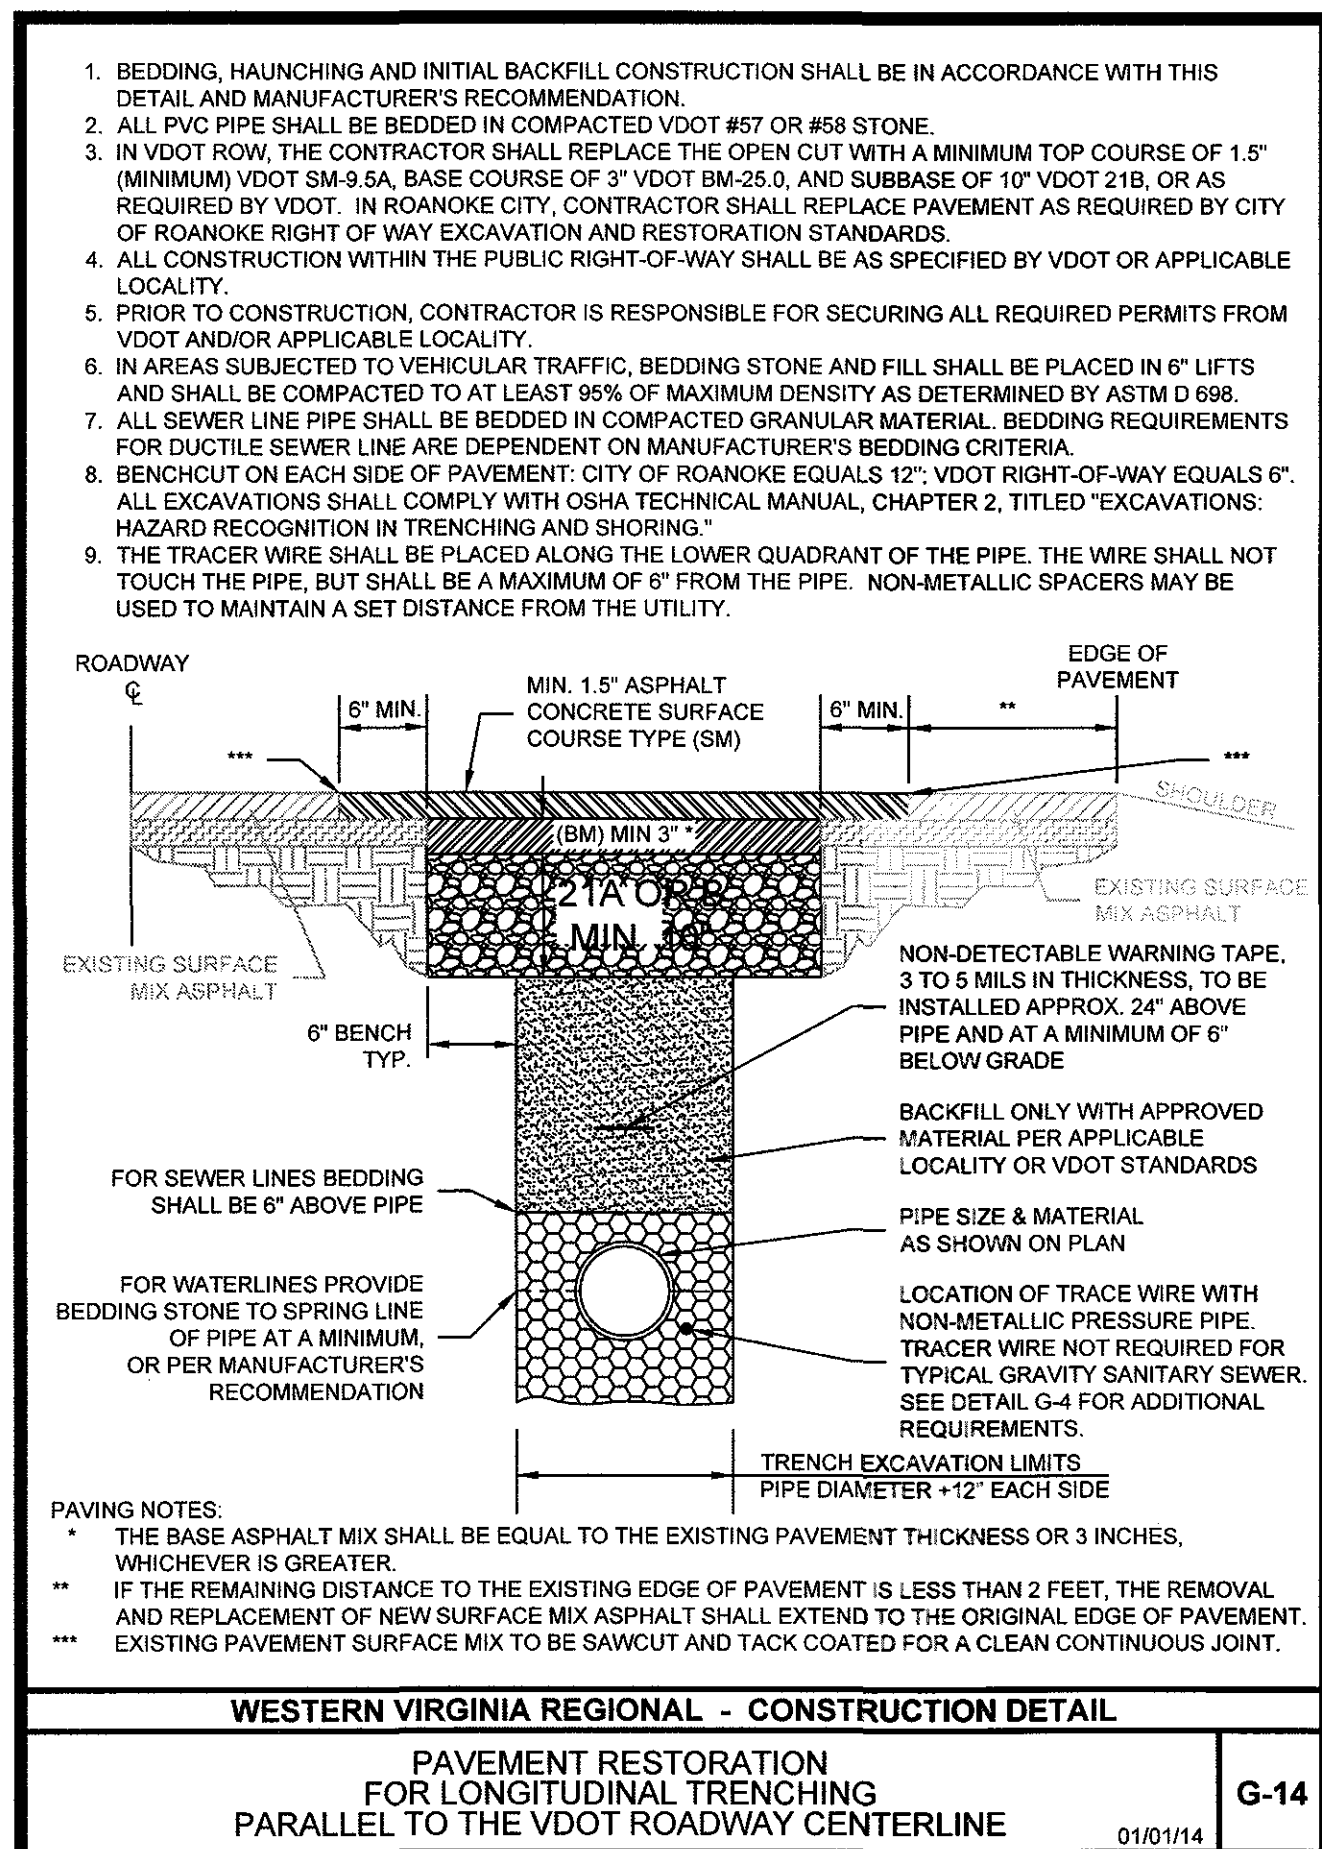 1. BEDDING, HAUNCHING AND INITIAL BACKFILL CONSTRUCTION SHALL BE IN ACCORDANCE WITH THIS
DETAIL AND MANUFACTURER'S RECOMMENDATION.
2. ALL PVC PIPE SHALL BE BEDDED IN COMPACTED VDOT #57 OR #58 STONE.
3. IN VDOT ROW, THE CONTRACTOR SHALL REPLACE THE OPEN CUT WITH A MINIMUM TOP COURSE OF 1.5"
(MINIMUM) VDOT SM-9.5A, BASE COURSE OF 3" VDOT BM-25.0, AND SUBBASE OF 10" VDOT 21B, OR AS
REQUIRED BY VDOT. IN ROANOKE CITY, CONTRACTOR SHALL REPLACE PAVEMENT AS REQUIRED BY CITY
OF ROANOKE RIGHT OF WAY EXCAVATION AND RESTORATION STANDARDS.
4. ALL CONSTRUCTION WITHIN THE PUBLIC RIGHT-OF-WAY SHALL BE AS SPECIFIED BY VDOT OR APPLICABLE
LOCALITY.
5. PRIOR TO CONSTRUCTION, CONTRACTOR IS RESPONSIBLE FOR SECURING ALL REQUIRED PERMITS FROM
VDOT AND/OR APPLICABLE LOCALITY.
6. IN AREAS SUBJECTED TO VEHICULAR TRAFFIC, BEDDING STONE AND FILL SHALL BE PLACED IN 6" LIFTS
AND SHALL BE COMPACTED TO AT LEAST 95% OF MAXIMUM DENSITY AS DETERMINED BY ASTM D 698.
7. ALL SEWER LINE PIPE SHALL BE BEDDED IN COMPACTED GRANULAR MATERIAL. BEDDING REQUIREMENTS
FOR DUCTILE SEWER LINE ARE DEPENDENT ON MANUFACTURER'S BEDDING CRITERIA.
8. BENCHCUT ON EACH SIDE OF PAVEMENT: CITY OF ROANOKE EQUALS 12"; VDOT RIGHT-OF-WAY EQUALS 6".
ALL EXCAVATIONS SHALL COMPLY WITH OSHA TECHNICAL MANUAL, CHAPTER 2, TITLED "EXCAVATIONS:
HAZARD RECOGNITION IN TRENCHING AND SHORING."
9. THE TRACER WIRE SHALL BE PLACED ALONG THE LOWER QUADRANT OF THE PIPE. THE WIRE SHALL NOT
TOUCH THE PIPE, BUT SHALL BE A MAXIMUM OF 6" FROM THE PIPE. NON-METALLIC SPACERS MAY BE
USED TO MAINTAIN A SET DISTANCE FROM THE UTILITY.
ROADWAY
℄
6" MIN.
MIN. 1.5" ASPHALT
CONCRETE SURFACE
COURSE TYPE (SM)
6" MIN.
**
EDGE OF
PAVEMENT
***
***
SHOULDER
(BM) MIN 3" *
21A OR B
MIN. 10"
EXISTING SURFACE
MIX ASPHALT
EXISTING SURFACE
MIX ASPHALT
6" BENCH
TYP.
NON-DETECTABLE WARNING TAPE,
3 TO 5 MILS IN THICKNESS, TO BE
INSTALLED APPROX. 24" ABOVE
PIPE AND AT A MINIMUM OF 6"
BELOW GRADE
BACKFILL ONLY WITH APPROVED
MATERIAL PER APPLICABLE
LOCALITY OR VDOT STANDARDS
FOR SEWER LINES BEDDING
SHALL BE 6" ABOVE PIPE
PIPE SIZE & MATERIAL
AS SHOWN ON PLAN
FOR WATERLINES PROVIDE
BEDDING STONE TO SPRING LINE
OF PIPE AT A MINIMUM,
OR PER MANUFACTURER'S
RECOMMENDATION
LOCATION OF TRACE WIRE WITH
NON-METALLIC PRESSURE PIPE.
TRACER WIRE NOT REQUIRED FOR
TYPICAL GRAVITY SANITARY SEWER.
SEE DETAIL G-4 FOR ADDITIONAL
REQUIREMENTS.
TRENCH EXCAVATION LIMITS
PIPE DIAMETER +12" EACH SIDE
PAVING NOTES:
* THE BASE ASPHALT MIX SHALL BE EQUAL TO THE EXISTING PAVEMENT THICKNESS OR 3 INCHES,
WHICHEVER IS GREATER.
** IF THE REMAINING DISTANCE TO THE EXISTING EDGE OF PAVEMENT IS LESS THAN 2 FEET, THE REMOVAL
AND REPLACEMENT OF NEW SURFACE MIX ASPHALT SHALL EXTEND TO THE ORIGINAL EDGE OF PAVEMENT.
*** EXISTING PAVEMENT SURFACE MIX TO BE SAWCUT AND TACK COATED FOR A CLEAN CONTINUOUS JOINT.
WESTERN VIRGINIA REGIONAL - CONSTRUCTION DETAIL
PAVEMENT RESTORATION
FOR LONGITUDINAL TRENCHING
PARALLEL TO THE VDOT ROADWAY CENTERLINE
01/01/14
G-14